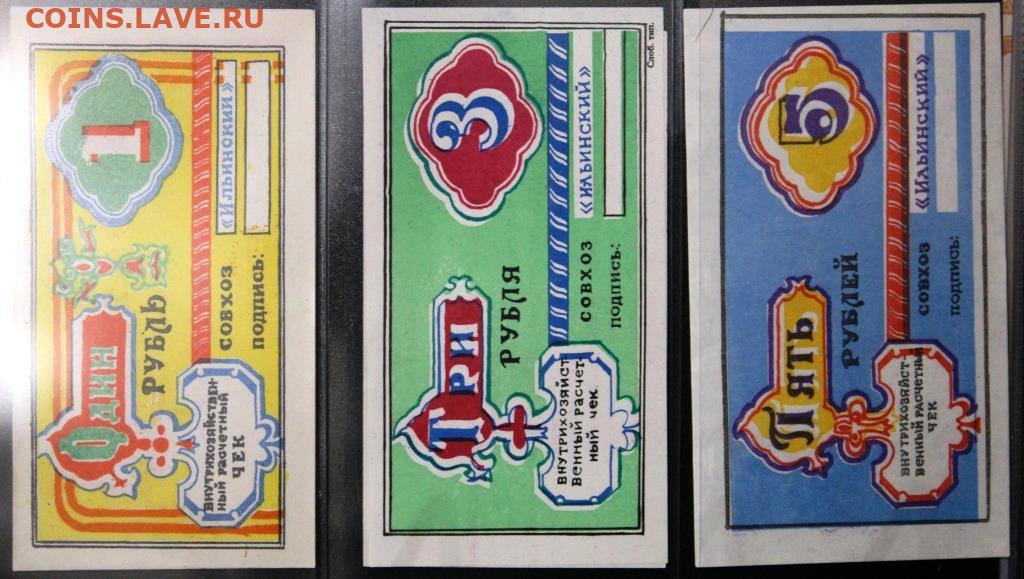 COINS.LAVE.RU
1
Один
рубль
совхоз
«Ильинский»
подпись:
внутрихозяйствен-
ный расчетный
чек
3
Три
рубля
совхоз
«Ильинский»
подпись:
внутрихозяйст-
венный расчет-
ный чек.
Слоб. тип.
5
Пять
рублей
совхоз
«Ильинский»
подпись:
внутрихозяйст-
венный расчетный
чек